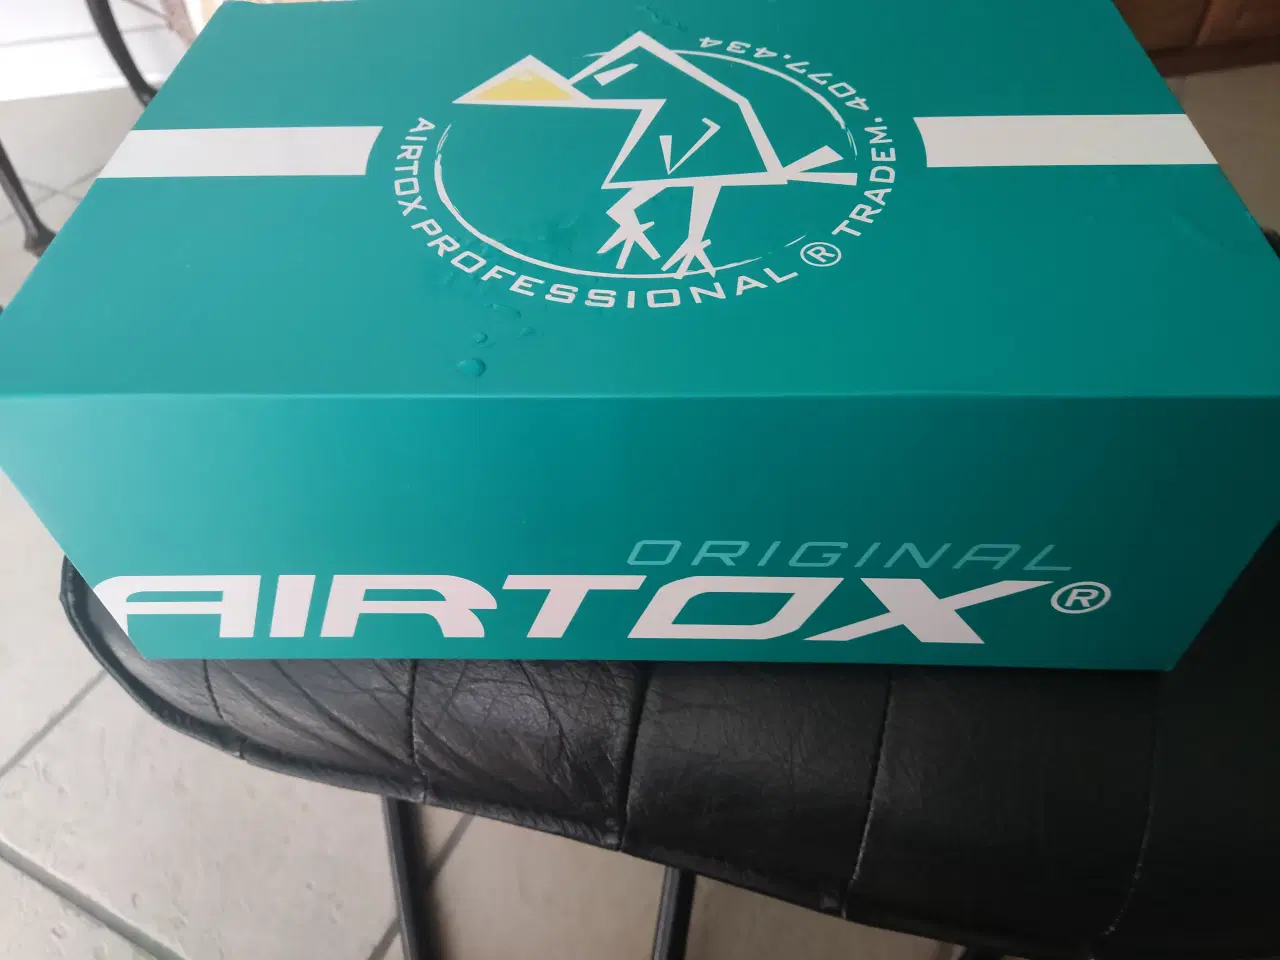 AIRTOX PROFESSIONAL ® TRADEM. 4077.434
ORIGINAL
AIRTOX®